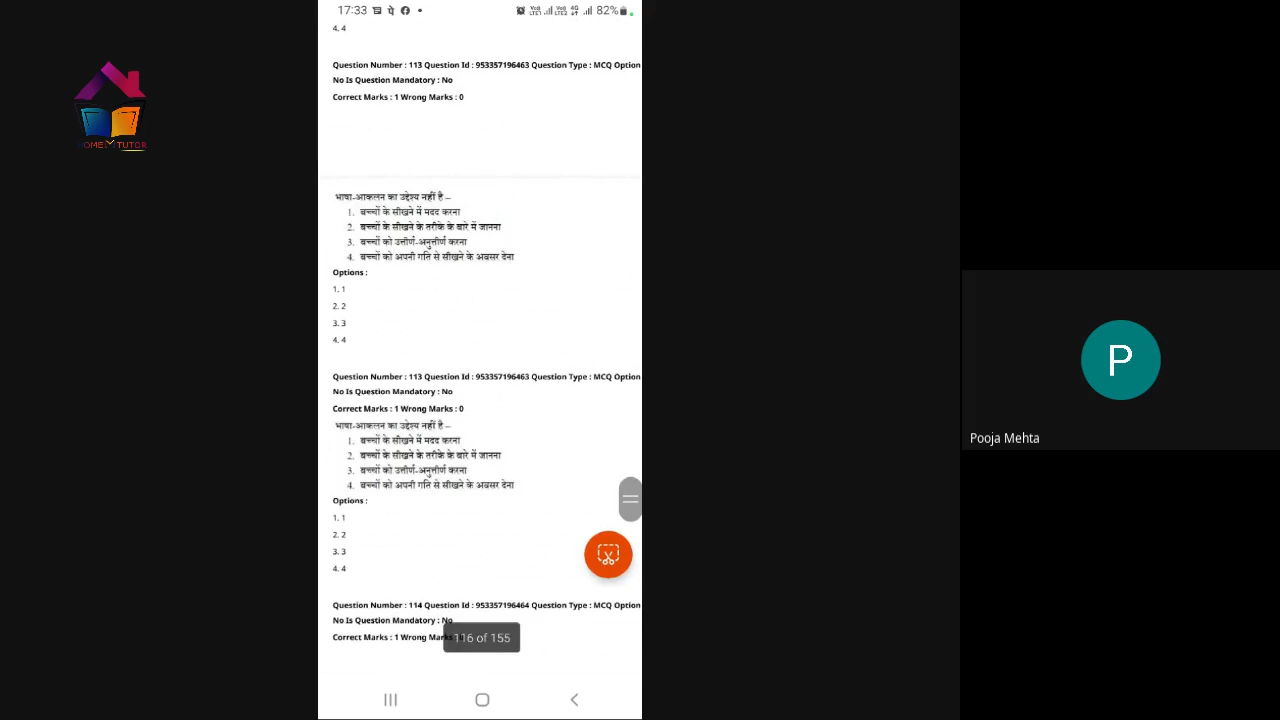 17:33 82%
4. 4
Question Number : 113 Question Id : 953357196463 Question Type : MCQ Option
No Is Question Mandatory : No
Correct Marks : 1 Wrong Marks : 0
HOME TUTOR
भाषा-आकलन का उद्देश्य नहीं है –
1. बच्चों के सीखने में मदद करना
2. बच्चों के सीखने के तरीके के बारे में जानना
3. बच्चों को उत्तीर्ण-अनुत्तीर्ण करना
4. बच्चों को अपनी गति से सीखने के अवसर देना
Options :
1. 1
2. 2
3. 3
4. 4
Question Number : 113 Question Id : 953357196463 Question Type : MCQ Option
No Is Question Mandatory : No
Correct Marks : 1 Wrong Marks : 0
भाषा-आकलन का उद्देश्य नहीं है –
1. बच्चों के सीखने में मदद करना
2. बच्चों के सीखने के तरीके के बारे में जानना
3. बच्चों को उत्तीर्ण-अनुत्तीर्ण करना
4. बच्चों को अपनी गति से सीखने के अवसर देना
Options :
1. 1
2. 2
3. 3
4. 4
Question Number : 114 Question Id : 953357196464 Question Type : MCQ Option
No Is Question Mandatory : No
Correct Marks : 1 Wrong
116 of 155
P
Pooja Mehta